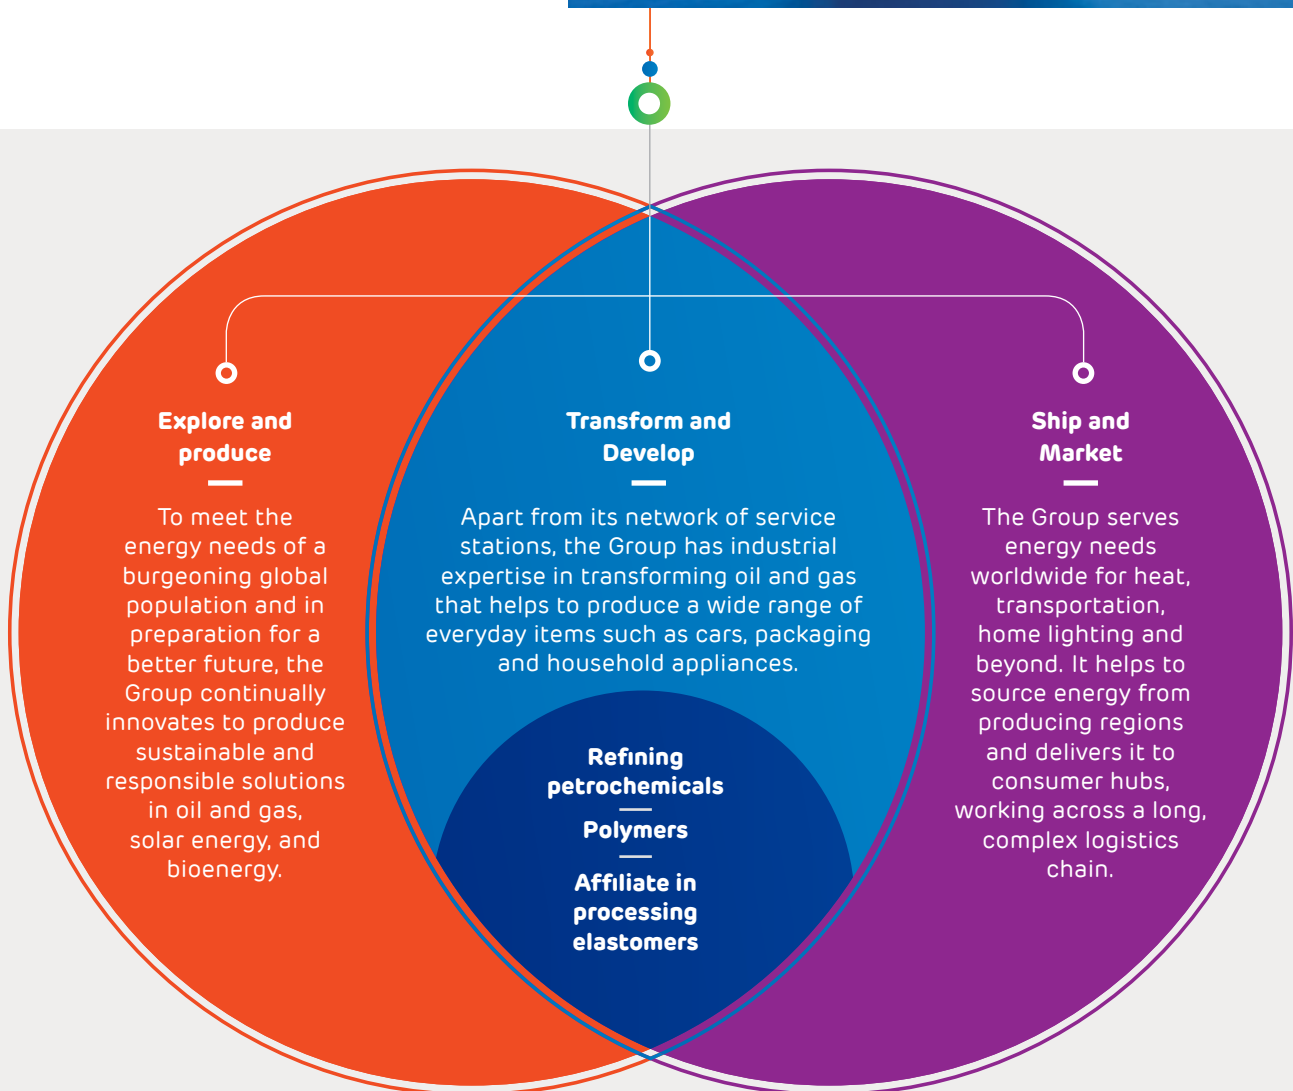 Explore and
produce
To meet the
energy needs of a
burgeoning global
population and in
preparation for a
better future, the
Group continually
innovates to produce
sustainable and
responsible solutions
in oil and gas,
solar energy, and
bioenergy.
Transform and
Develop
Apart from its network of service
stations, the Group has industrial
expertise in transforming oil and gas
that helps to produce a wide range of
everyday items such as cars, packaging
and household appliances.
Refining
petrochemicals
Polymers
Affiliate in
processing
elastomers
Ship and
Market
The Group serves
energy needs
worldwide for heat,
transportation,
home lighting and
beyond. It helps to
source energy from
producing regions
and delivers it to
consumer hubs,
working across a long,
complex logistics
chain.